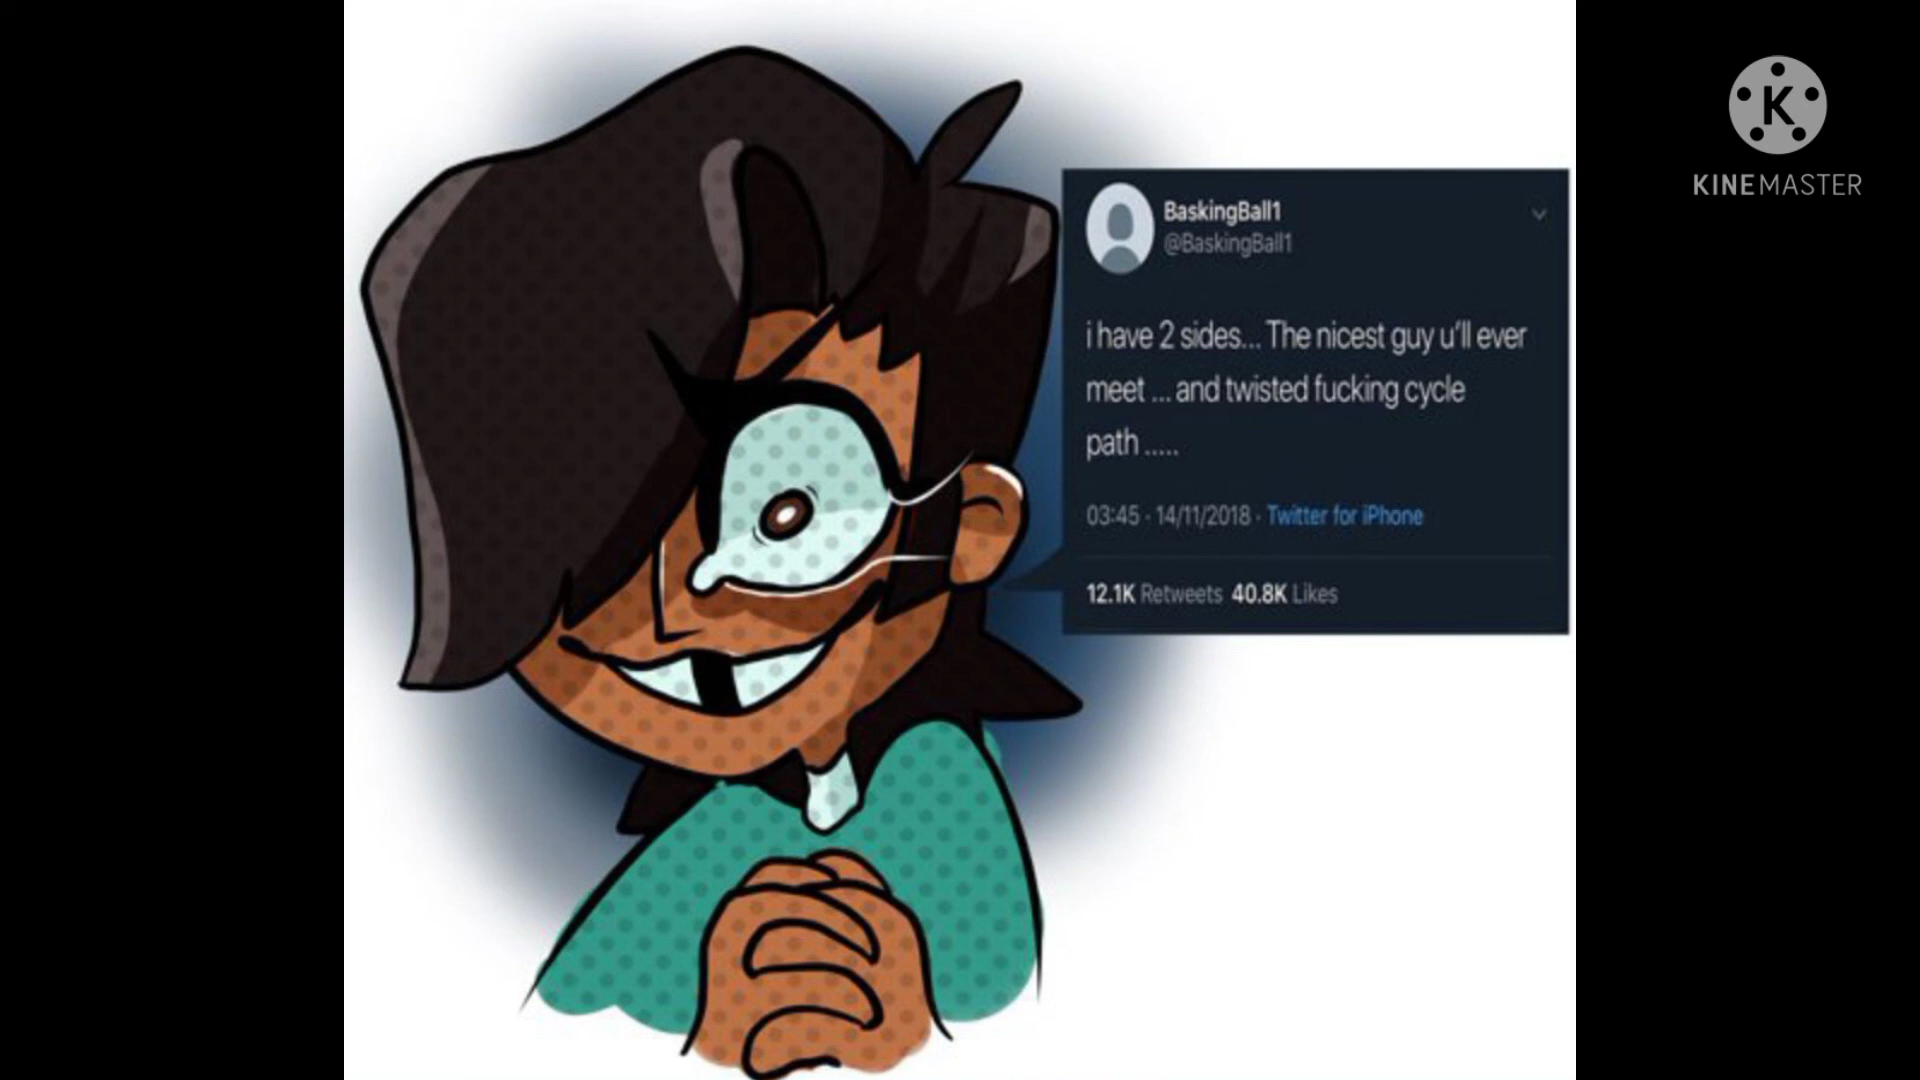 K
KINEMASTER
BaskingBall1
@BaskingBall1
i have 2 sides... The nicest guy u'll ever
meet ... and twisted fucking cycle
path .....
03:45 · 14/11/2018 · Twitter for iPhone
12.1K Retweets 40.8K Likes